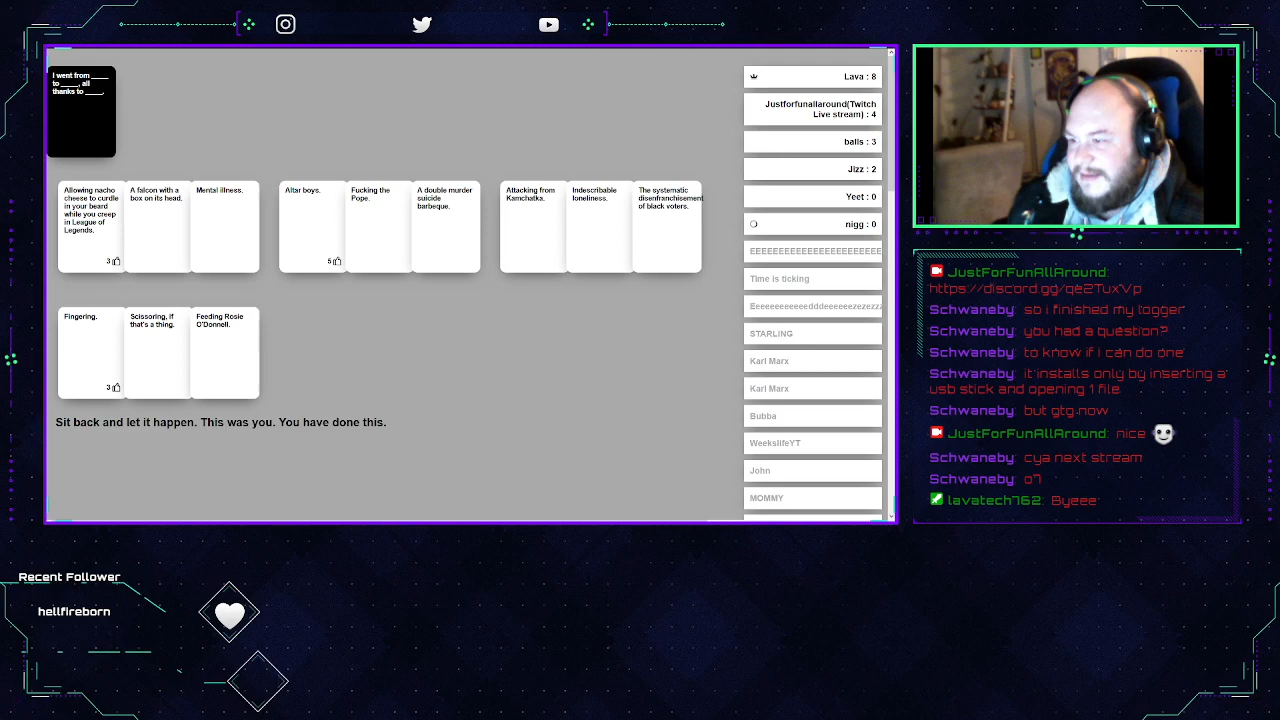 I went from _____
to _____, all
thanks to _____.
Allowing nacho
cheese to curdle
in your beard
while you creep
in League of
Legends.
3
A falcon with a
box on its head.
Mental illness.
Altar boys.
5
Fucking the
Pope.
A double murder
suicide
barbeque.
Attacking from
Kamchatka.
Indescribable
loneliness.
The systematic
disenfranchisement
of black voters.
Fingering.
3
Scissoring, if
that's a thing.
Feeding Rosie
O'Donnell.
Sit back and let it happen. This was you. You have done this.
Lava : 8
Justforfunallaround(Twitch
Live stream) : 4
balls : 3
Jizz : 2
Yeet : 0
nigg : 0
EEEEEEEEEEEEEEEEEEEEEEE
Time is ticking
Eeeeeeeeeeedddeeeeezezezz
STARLING
Karl Marx
Karl Marx
Bubba
WeekslifeYT
John
MOMMY
JustForFunAllAround:
https://discord.gg/qe2TuxYp
Schwaneby: so i finished my logger
Schwaneby: you had a question?
Schwaneby: to know if I can do one
Schwaneby: it installs only by inserting a
usb stick and opening 1 file
Schwaneby: but gtg now
JustForFunAllAround: nice
Schwaneby: cya next stream
Schwaneby: o7
lavatech762: Byeee
Recent Follower
hellfireborn